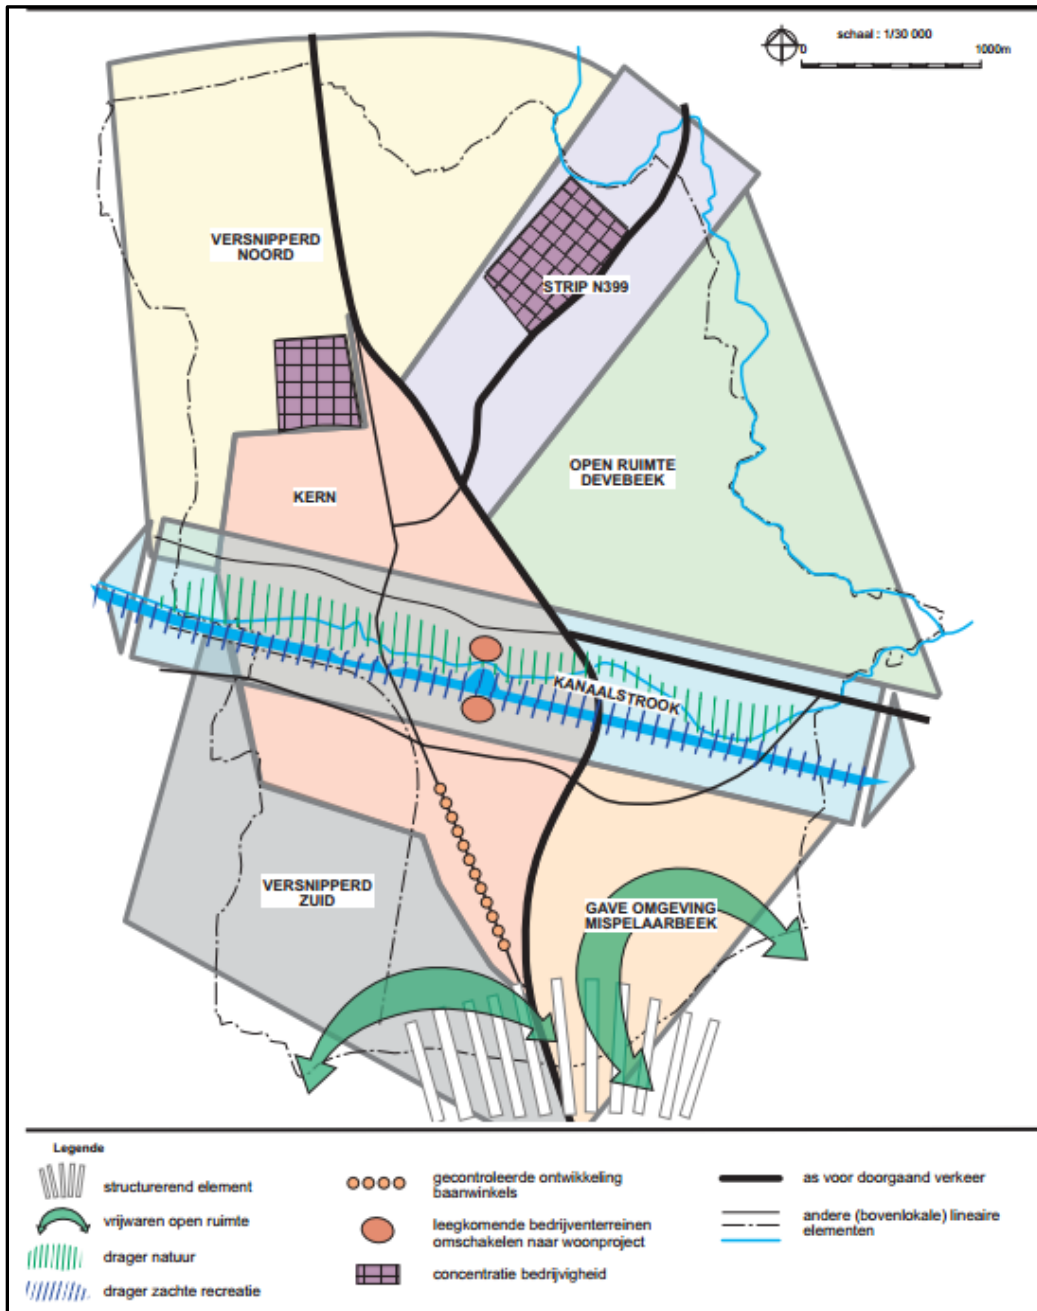 schaal : 1/30 000
0
1000m
VERSNIPPERD
NOORD
STRIP N399
OPEN RUIMTE
DEVEBEEK
KERN
KANAALSTROOK
VERSNIPPERD
ZUID
GAVE OMGEVING
MISPELAARBEEK
Legende
structurerend element
vrijwaren open ruimte
drager natuur
drager zachte recreatie
gecontroleerde ontwikkeling
baanwinkels
leegkomende bedrijventerreinen
omschakelen naar woonproject
concentratie bedrijvigheid
as voor doorgaand verkeer
andere (bovenlokale) lineaire
elementen